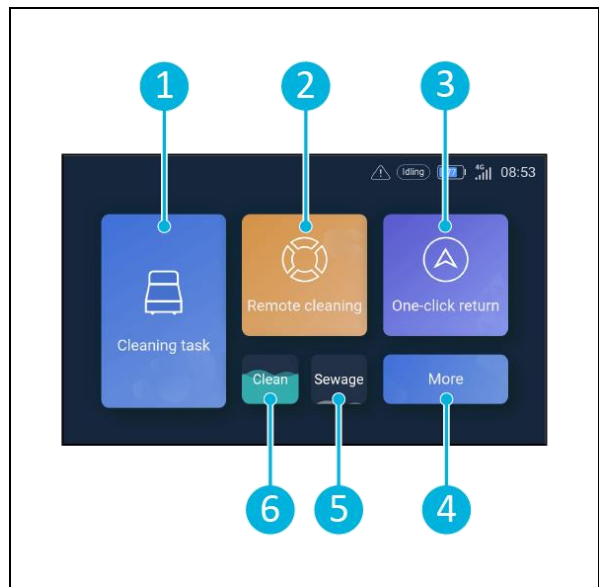 1 2 3
Idling 77 4G 08:53
Remote cleaning One-click return
Cleaning task
Clean Sewage More
6 5 4